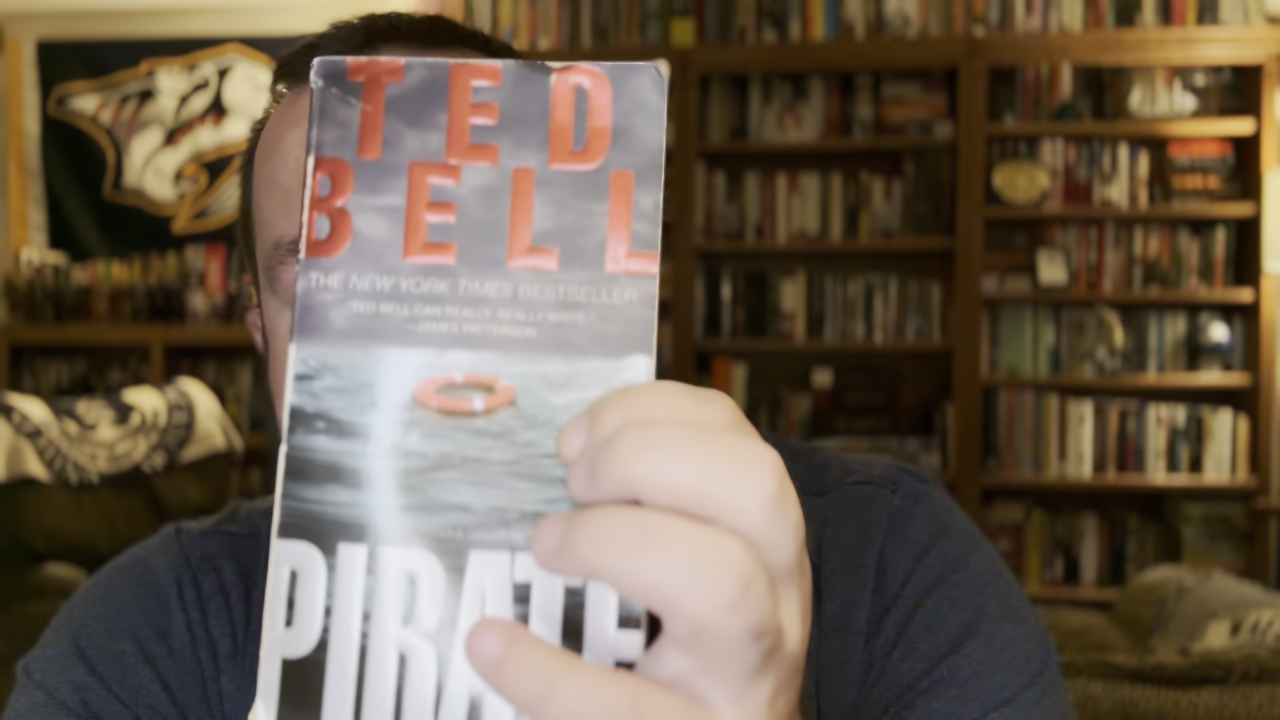 TED
BELL
THE NEW YORK TIMES BESTSELLER
"TED BELL CAN REALLY, REALLY WRITE."
—JAMES PATTERSON
PIRATE